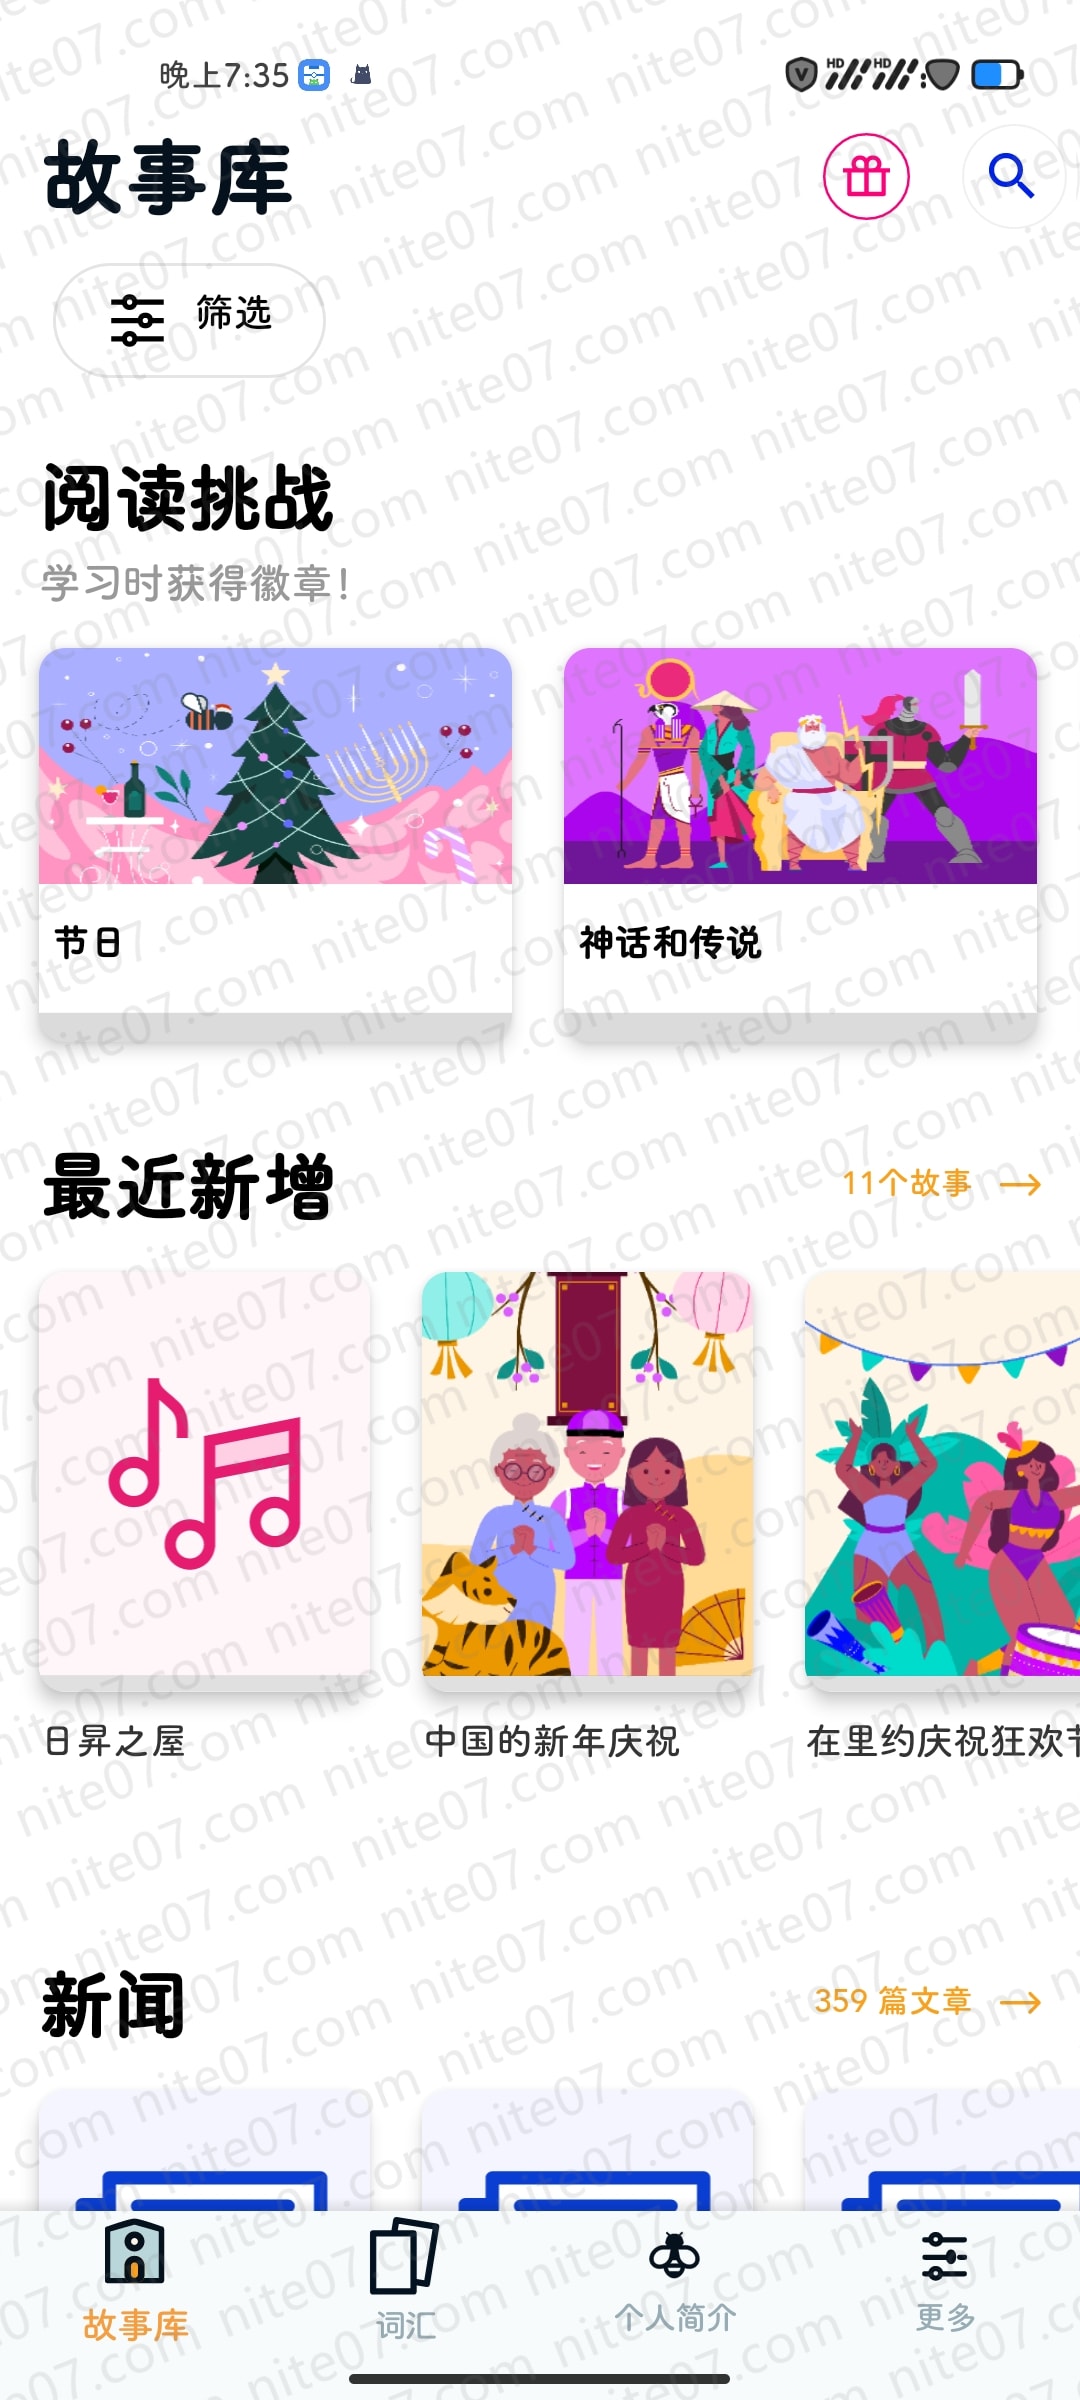 晚上7:35
HD HD
故事库
筛选
阅读挑战
学习时获得徽章!
节日
神话和传说
最近新增
11个故事
日昇之屋
中国的新年庆祝
在里约庆祝狂欢节
新闻
359 篇文章
故事库
词汇
个人简介
更多
nite07.com